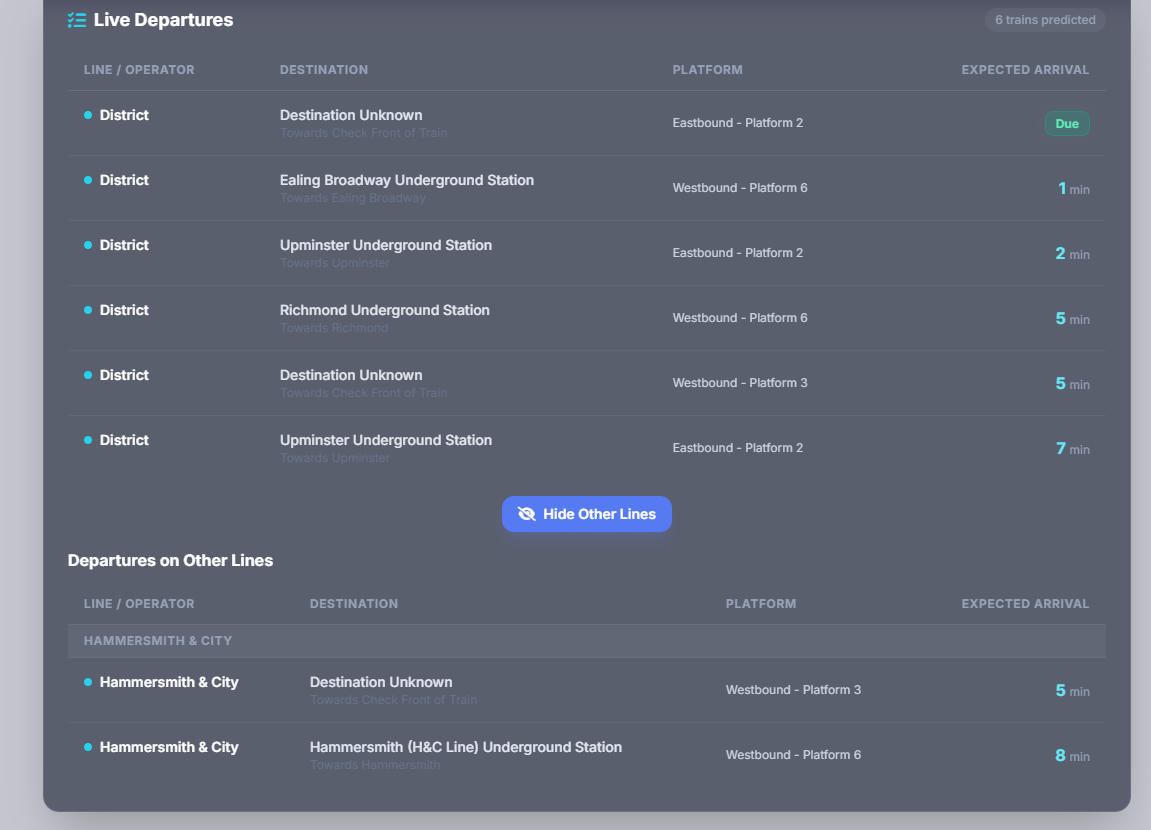 Live Departures
6 trains predicted
LINE / OPERATOR DESTINATION PLATFORM EXPECTED ARRIVAL
District Destination Unknown Eastbound - Platform 2 Due
Towards Check Front of Train
District Ealing Broadway Underground Station Westbound - Platform 6 1 min
Towards Ealing Broadway
District Upminster Underground Station Eastbound - Platform 2 2 min
Towards Upminster
District Richmond Underground Station Westbound - Platform 6 5 min
Towards Richmond
District Destination Unknown Westbound - Platform 3 5 min
Towards Check Front of Train
District Upminster Underground Station Eastbound - Platform 2 7 min
Towards Upminster
Hide Other Lines
Departures on Other Lines
LINE / OPERATOR DESTINATION PLATFORM EXPECTED ARRIVAL
HAMMERSMITH & CITY
Hammersmith & City Destination Unknown Westbound - Platform 3 5 min
Towards Check Front of Train
Hammersmith & City Hammersmith (H&C Line) Underground Station Westbound - Platform 6 8 min
Towards Hammersmith